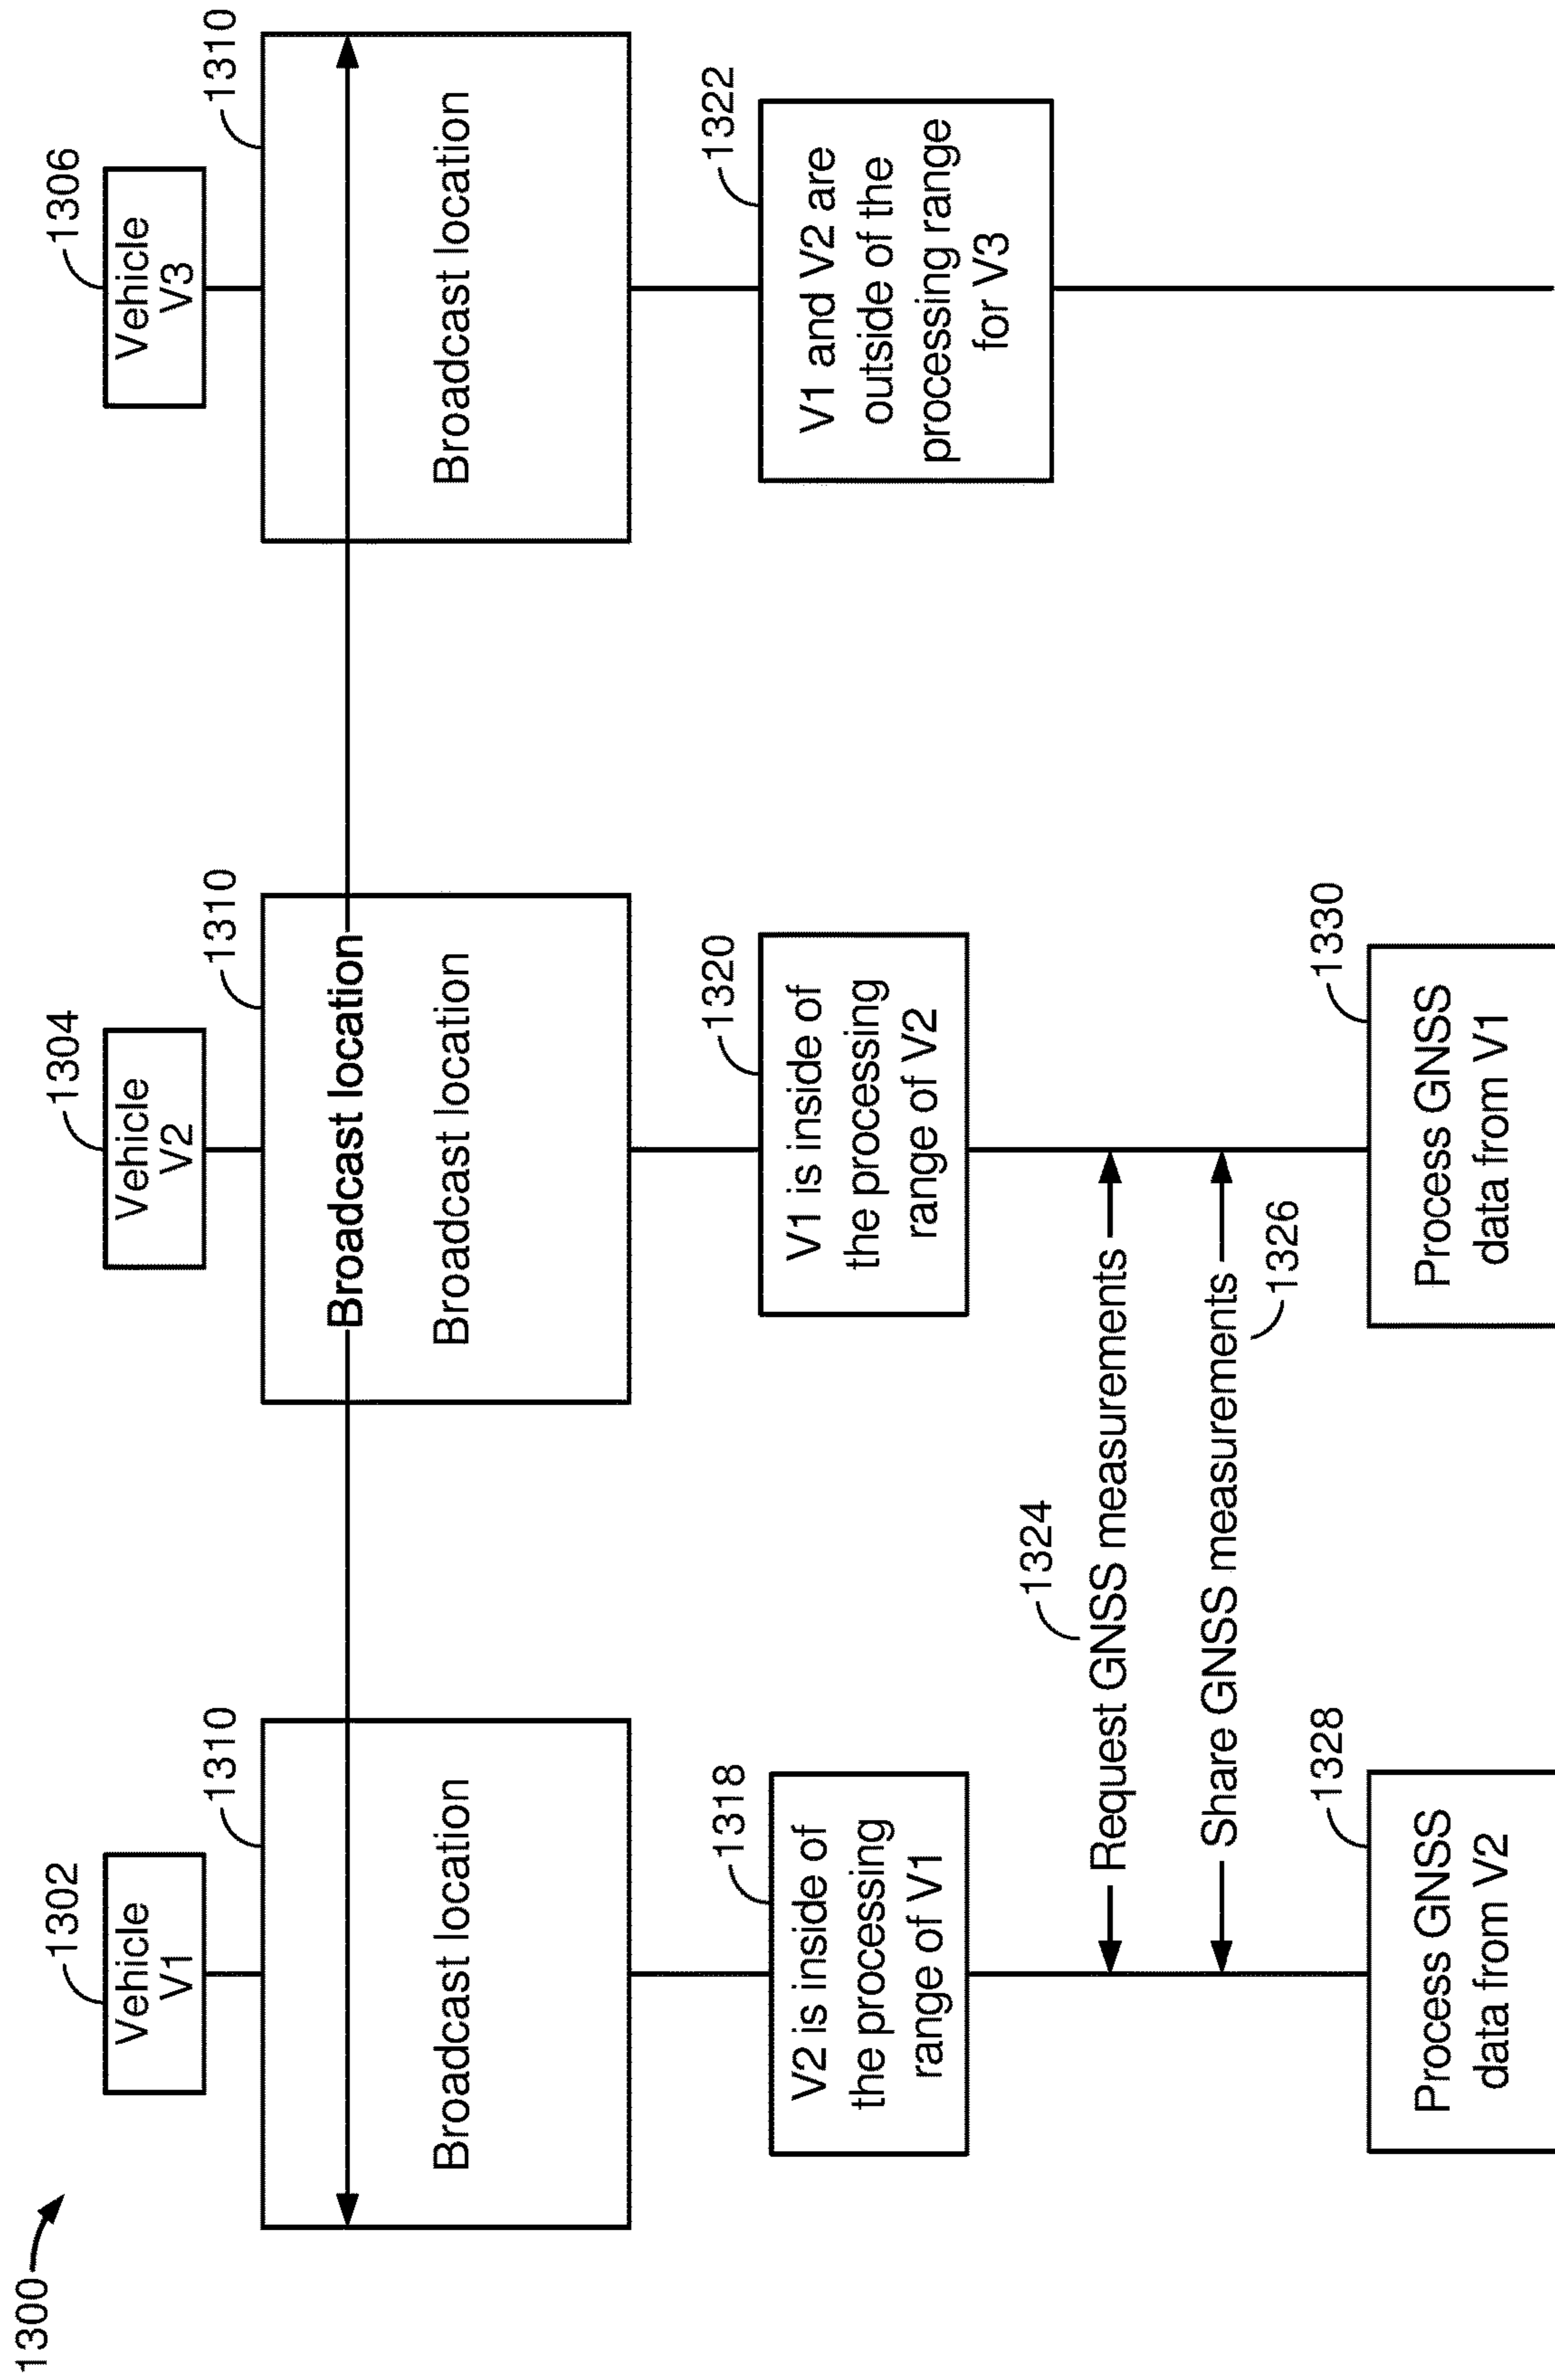 1300
1302
Vehicle
V1
1304
Vehicle
V2
1306
Vehicle
V3
1310
1310
1310
Broadcast location
Broadcast location
Broadcast location
Broadcast location
1318
V2 is inside of
the processing
range of V1
1320
V1 is inside of
the processing
range of V2
1322
V1 and V2 are
outside of the
processing range
for V3
1324
Request GNSS measurements
Share GNSS measurements
1326
1328
Process GNSS
data from V2
1330
Process GNSS
data from V1